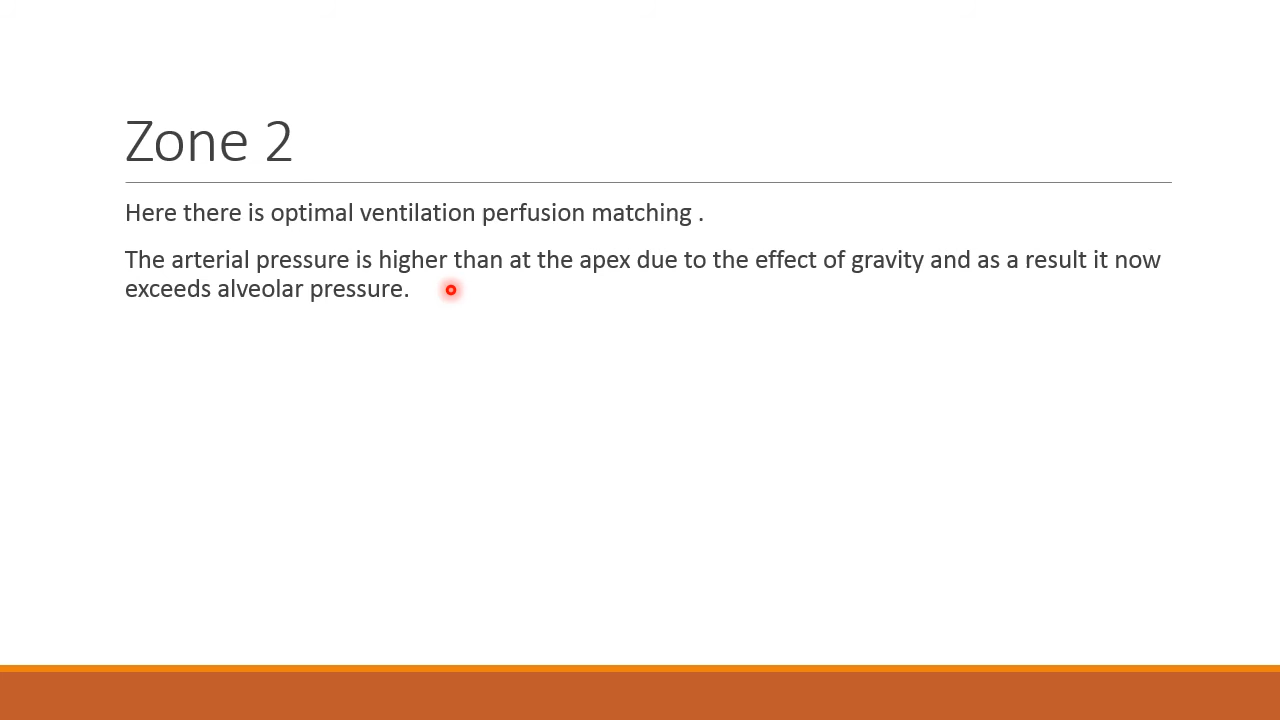 Zone 2
Here there is optimal ventilation perfusion matching .
The arterial pressure is higher than at the apex due to the effect of gravity and as a result it now
exceeds alveolar pressure.